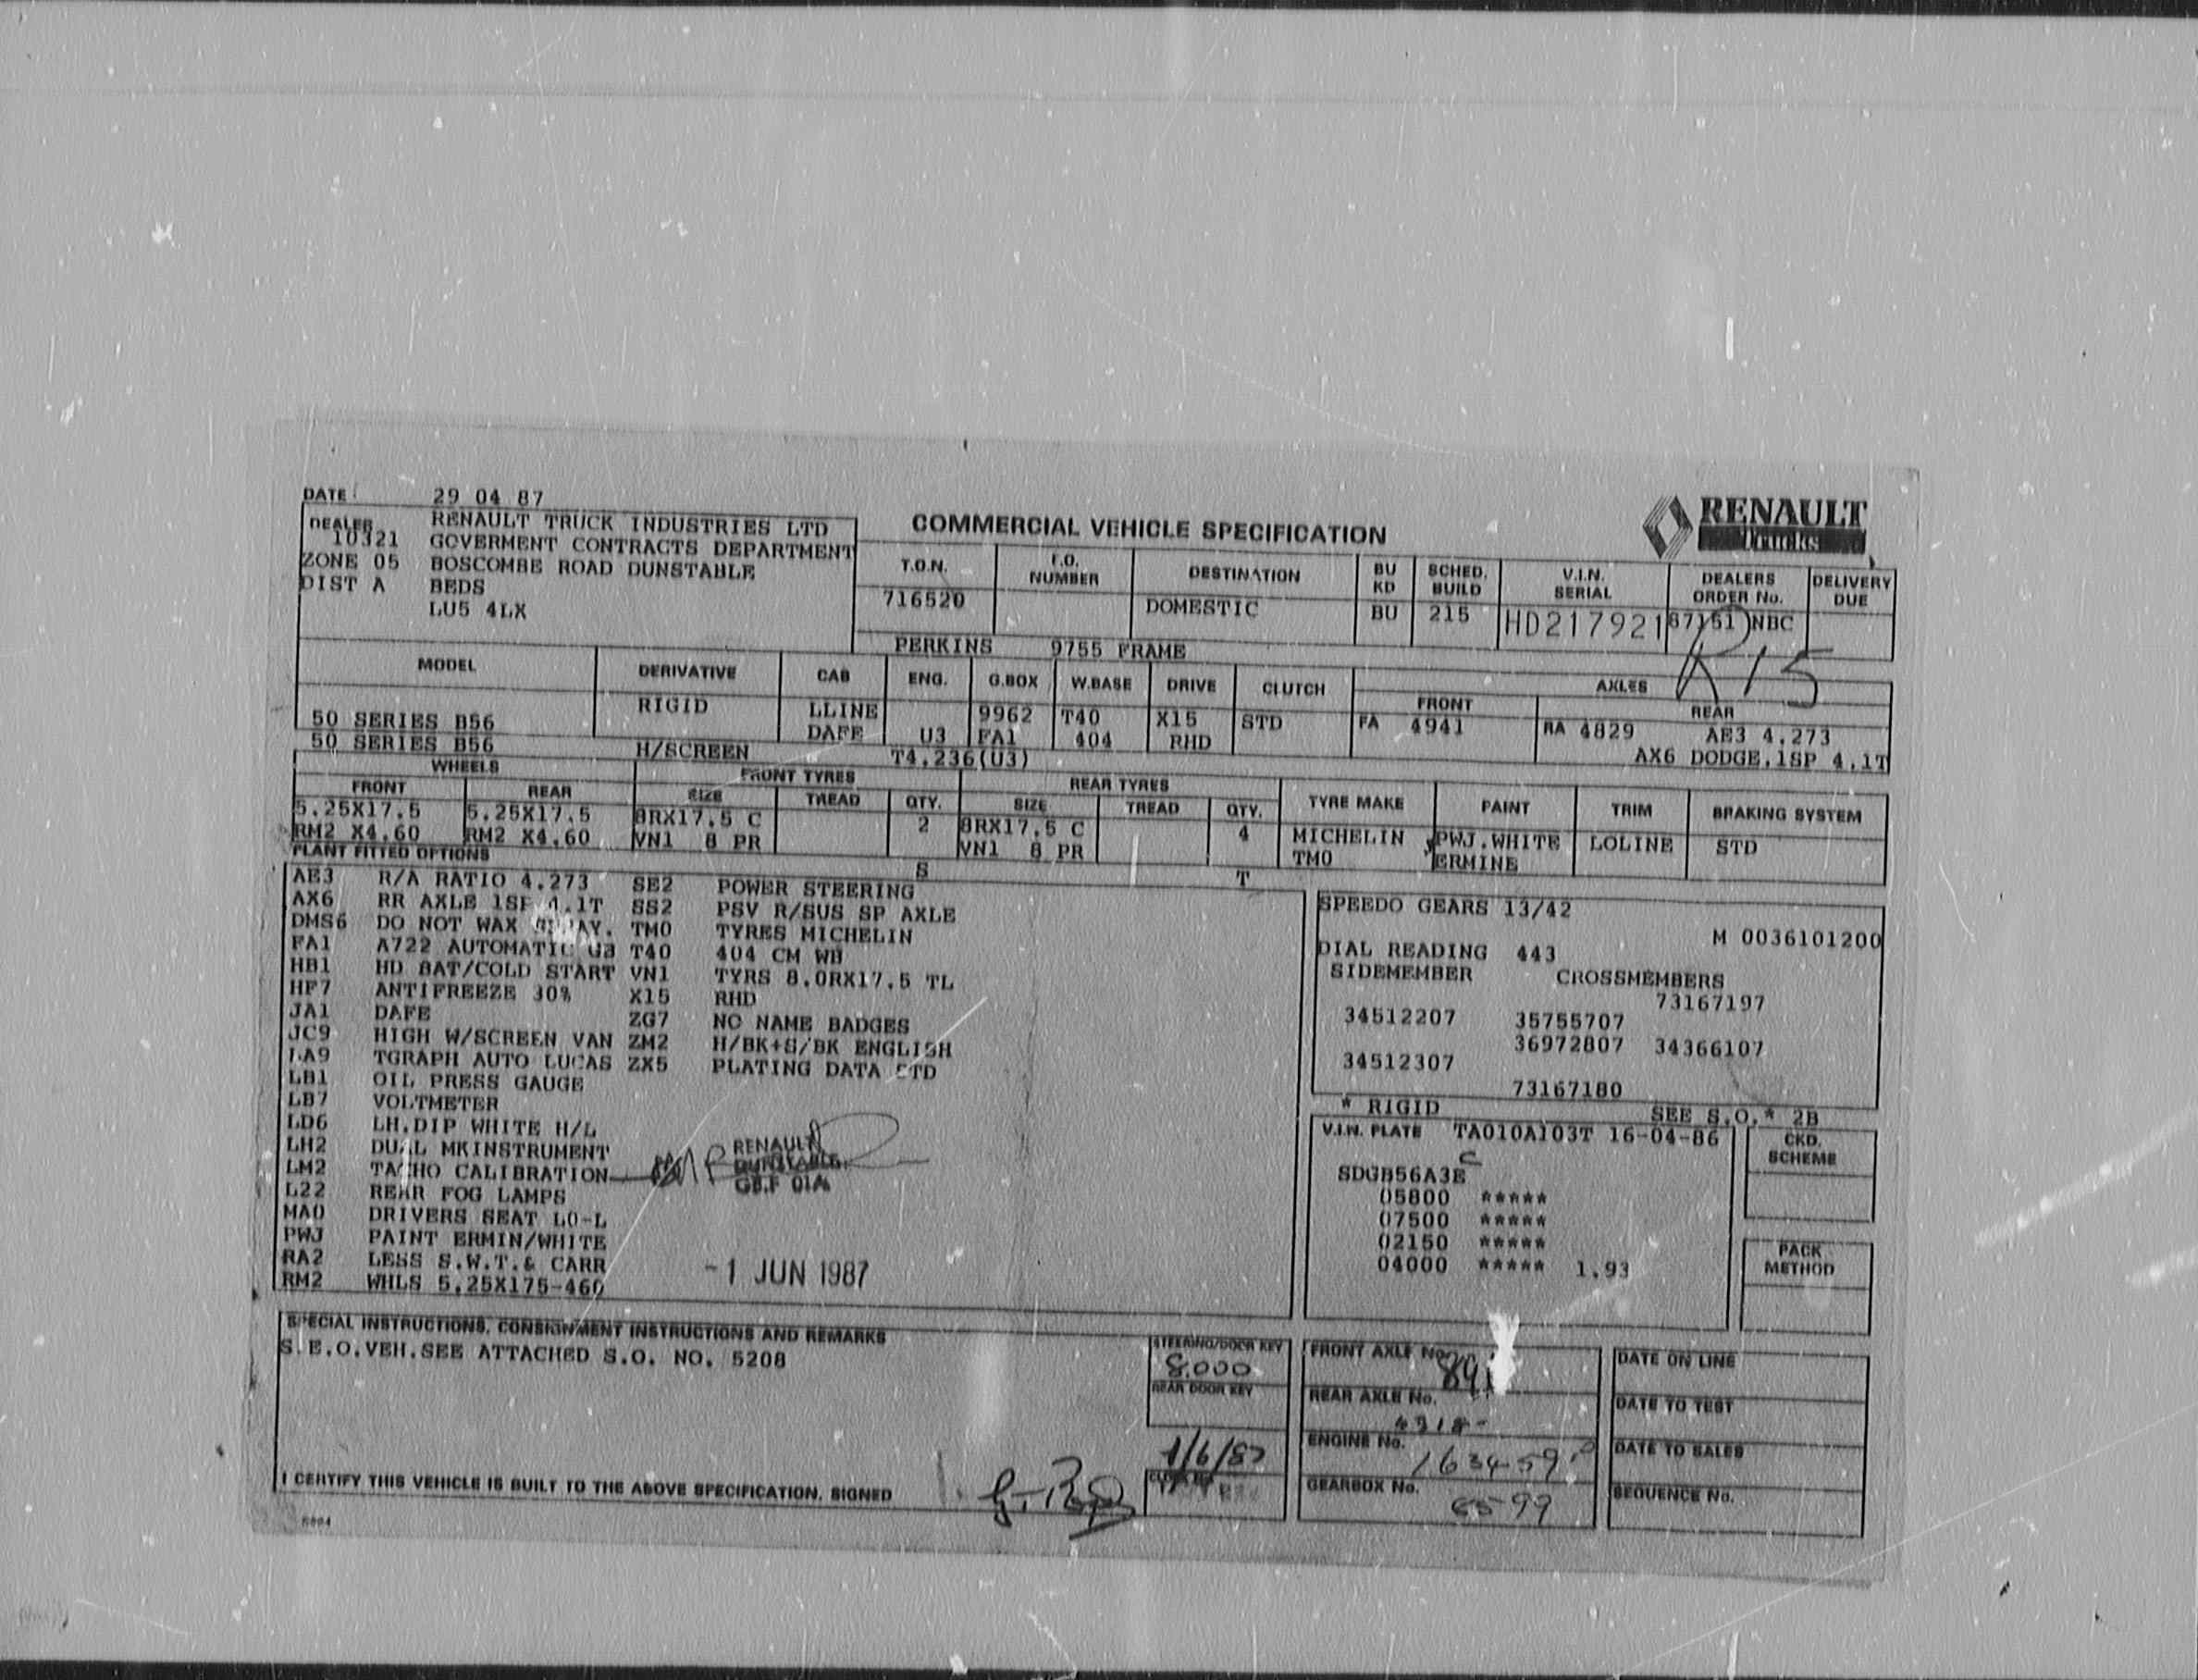 DATE 29 04 87
DEALER RENAULT TRUCK INDUSTRIES LTD
10321 GOVERMENT CONTRACTS DEPARTMENT
ZONE 05 BOSCOMBE ROAD DUNSTABLE
DIST A BEDS
LU5 4LX
COMMERCIAL VEHICLE SPECIFICATION
RENAULT
Trucks
T.O.N. F.O. NUMBER DESTINATION BU KD SCHED. BUILD V.I.N. SERIAL DEALERS ORDER No. DELIVERY DUE
716520 DOMESTIC BU 215 HD217921 87151 NBC
R15
PERKINS 9755 FRAME
MODEL DERIVATIVE CAB ENG. G.BOX W.BASE DRIVE CLUTCH AXLES
FRONT REAR
RIGID LLINE 9962 T40 X15 STD FA 4941 RA 4829 AE3 4.273
50 SERIES B56 DAFE U3 FA1 404 RHD AX6 DODGE.1SP 4.1T
50 SERIES B56 H/SCREEN T4.236(U3)
WHEELS FRONT TYRES REAR TYRES
FRONT REAR SIZE TREAD QTY. SIZE TREAD QTY. TYRE MAKE PAINT TRIM BRAKING SYSTEM
5.25X17.5 5.25X17.5 8RX17.5 C 2 8RX17.5 C 4 MICHELIN PWJ.WHITE LOLINE STD
RM2 X4.60 RM2 X4.60 VN1 8 PR VN1 8 PR TMO ERMINE
PLANT FITTED OPTIONS S T
AE3 R/A RATIO 4.273 SE2 POWER STEERING
AX6 RR AXLE 1SP 4.1T SS2 PSV R/SUS SP AXLE
DMS6 DO NOT WAX TMO TYRES MICHELIN
FA1 A722 AUTOMATIC GB T40 404 CM WB
HB1 HD BAT/COLD START VN1 TYRS 8.0RX17.5 TL
HF7 ANTIFREEZE 30% X15 RHD
JA1 DAFE ZG7 NO NAME BADGES
JC9 HIGH W/SCREEN VAN ZM2 H/BK+S/BK ENGLISH
LA9 TGRAPH AUTO LUCAS ZX5 PLATING DATA STD
LB1 OIL PRESS GAUGE
LB7 VOLTMETER
LD6 LH.DIP WHITE H/L
LH2 DUAL MKINSTRUMENT
LM2 TACHO CALIBRATION
L22 REAR FOG LAMPS
MAO DRIVERS SEAT LO-L
PWJ PAINT ERMIN/WHITE
RA2 LESS S.W.T.& CARR
RM2 WHLS 5.25X175-460
RENAULT
DUNSTABLE
-1 JUN 1987
SPEEDO GEARS 13/42
M 0036101200
DIAL READING 443
SIDEMEMBER CROSSMEMBERS
73167197
34512207 35755707
36972807 34366107
34512307
73167180
* RIGID SEE S.O.* 2B
V.I.N. PLATE TA010A103T 16-04-86
C
SDGB56A3E
05800 *****
07500 *****
02150 *****
04000 ***** 1.93
CKD. SCHEME
PACK METHOD
SPECIAL INSTRUCTIONS, CONSIGNMENT INSTRUCTIONS AND REMARKS
S.E.O.VEH.SEE ATTACHED S.O. NO. 5208
I CERTIFY THIS VEHICLE IS BUILT TO THE ABOVE SPECIFICATION. SIGNED
STEERING/DOOR KEY
8.000
REAR DOOR KEY
1/6/87
FRONT AXLE No.
REAR AXLE No.
ENGINE No.
GEARBOX No.
6599
DATE ON LINE
DATE TO TEST
DATE TO SALES
SEQUENCE No.